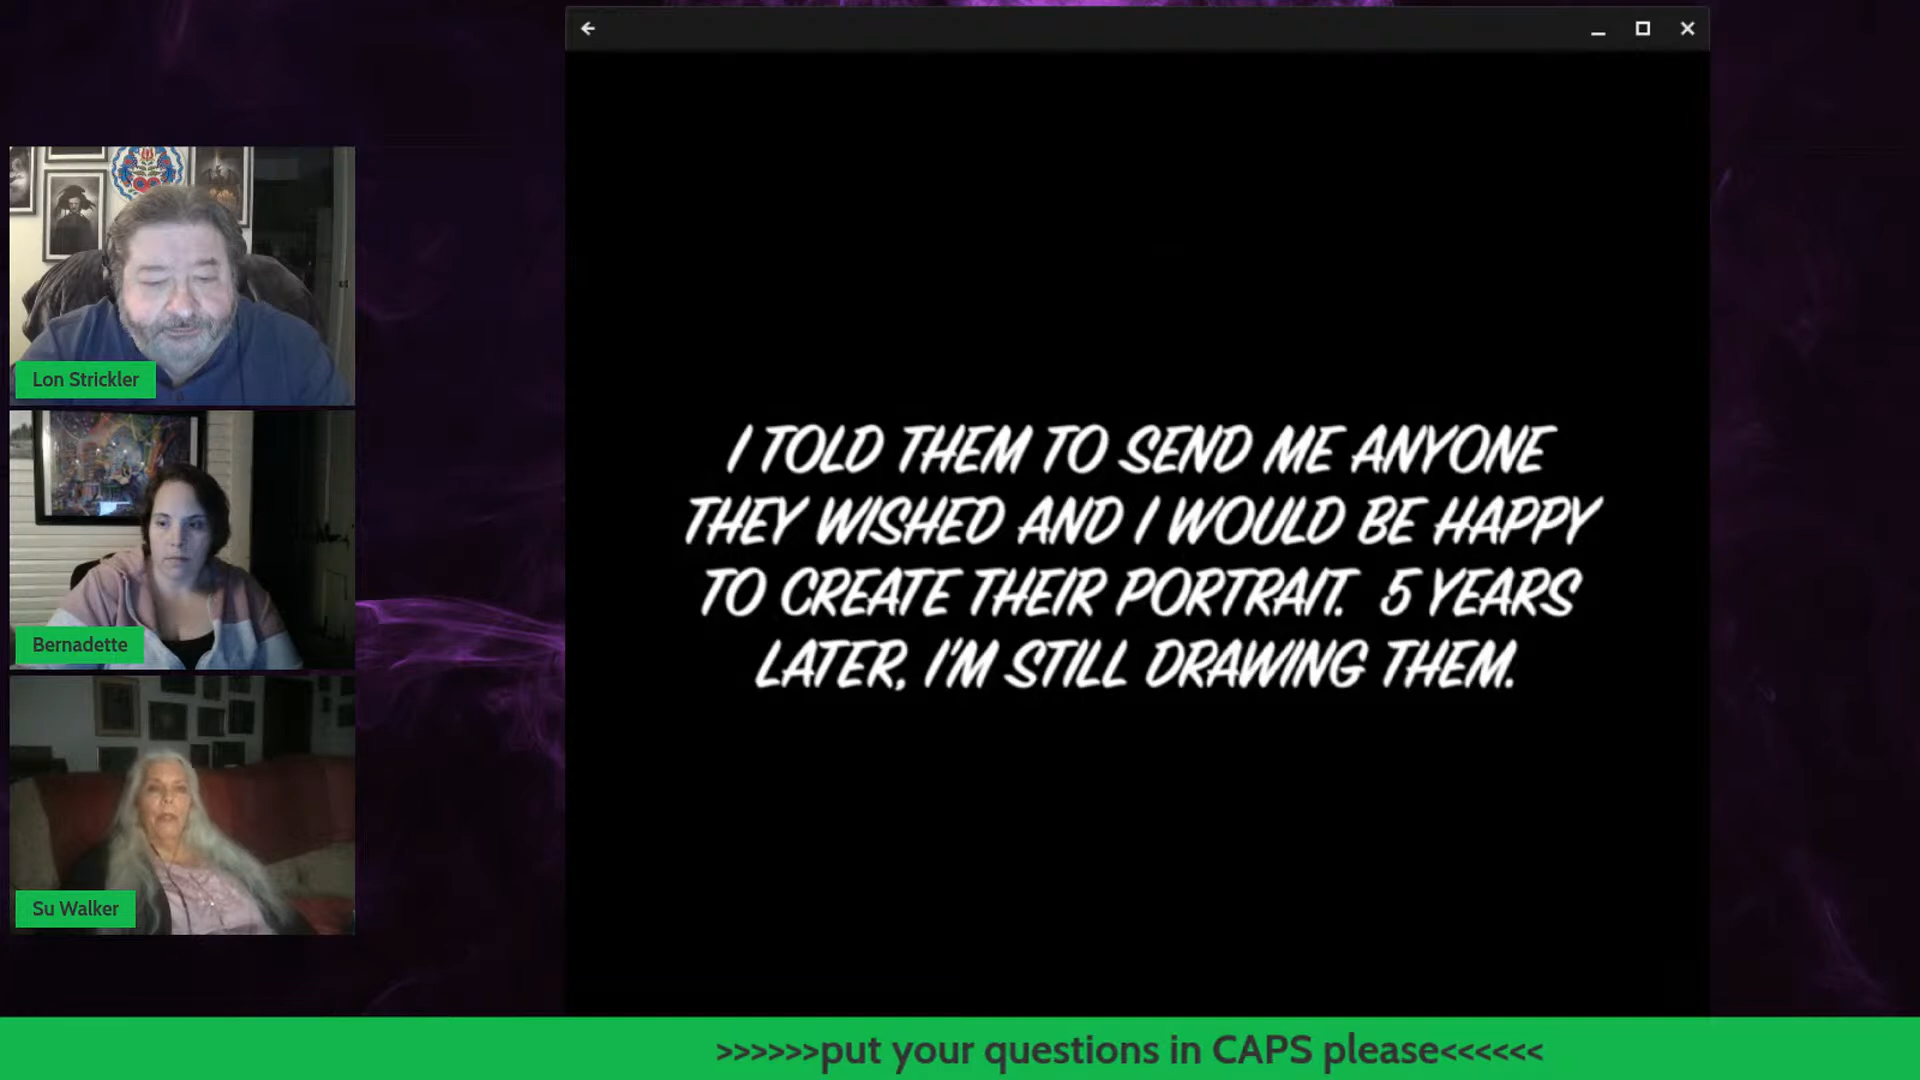 Lon Strickler
Bernadette
Su Walker
I TOLD THEM TO SEND ME ANYONE
THEY WISHED AND I WOULD BE HAPPY
TO CREATE THEIR PORTRAIT. 5 YEARS
LATER, I'M STILL DRAWING THEM.
>>>>>>put your questions in CAPS please<<<<<<